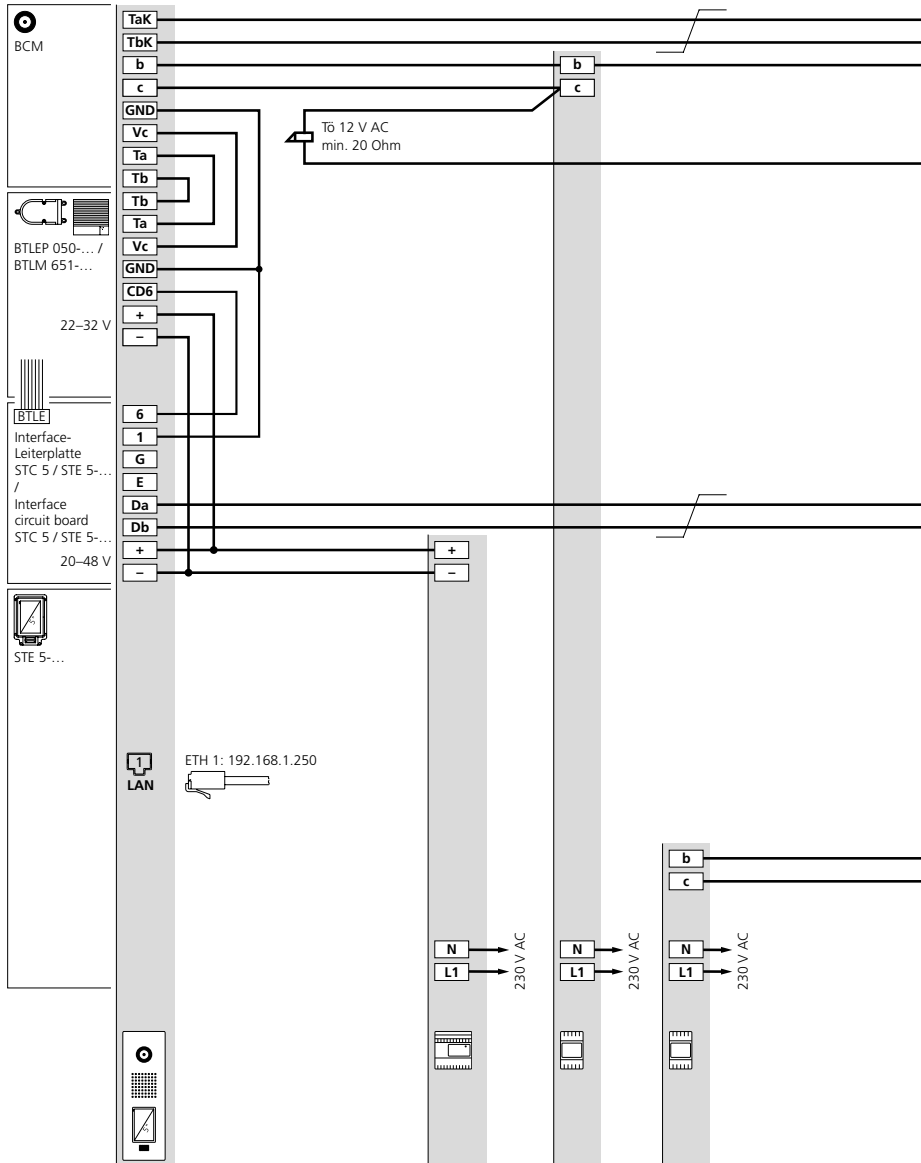 BCM
TaK
TbK
b
c
GND
Vc
Ta
Tb
Tb
Ta
Vc
GND
CD6
+
–
b
c
Tö 12 V AC
min. 20 Ohm
BTLEP 050-… /
BTLM 651-…
22–32 V
BTLE
Interface-
Leiterplatte
STC 5 / STE 5-…
/
Interface
circuit board
STC 5 / STE 5-…
20–48 V
6
1
G
E
Da
Db
+
–
+
–
STE 5-…
1
LAN
ETH 1: 192.168.1.250
b
c
N
L1
230 V AC
N
L1
230 V AC
N
L1
230 V AC